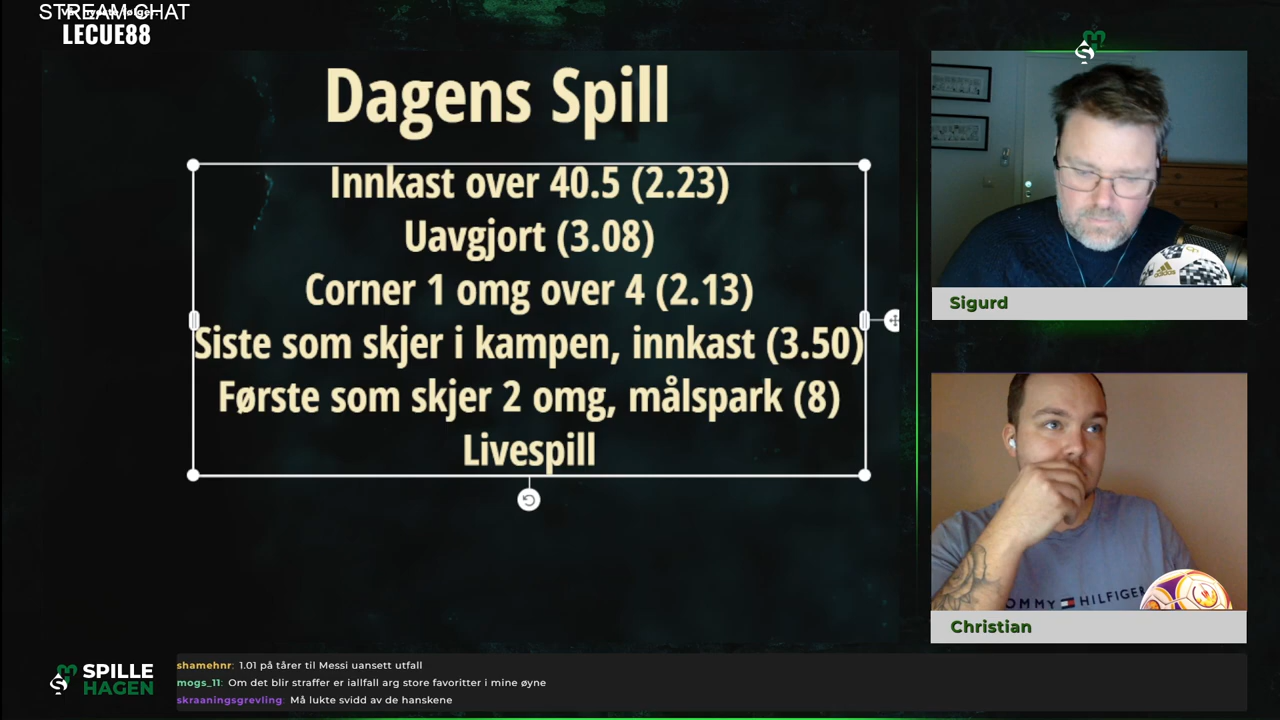 STREAM CHAT
LECUE88
Dagens Spill
Innkast over 40.5 (2.23)
Uavgjort (3.08)
Corner 1 omg over 4 (2.13)
Siste som skjer i kampen, innkast (3.50)
Første som skjer 2 omg, målspark (8)
Livespill
Sigurd
adidas
TOMMY HILFIGER
Christian
SPILLE
HAGEN
shamehnr: 1.01 på tårer til Messi uansett utfall
mogs_11: Om det blir straffer er iallfall arg store favoritter i mine øyne
skraaningsgrevling: Må lukte svidd av de hanskene